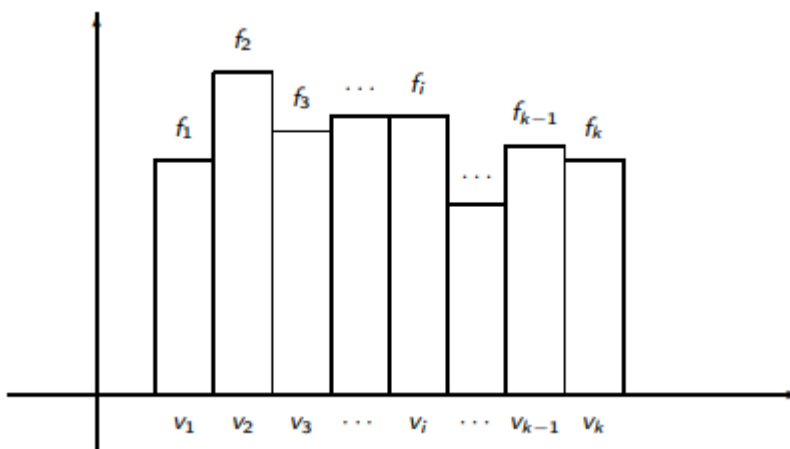 f₂
f₃ ··· fᵢ
f₁ fₖ₋₁ fₖ
···
v₁ v₂ v₃ ··· vᵢ ··· vₖ₋₁ vₖ